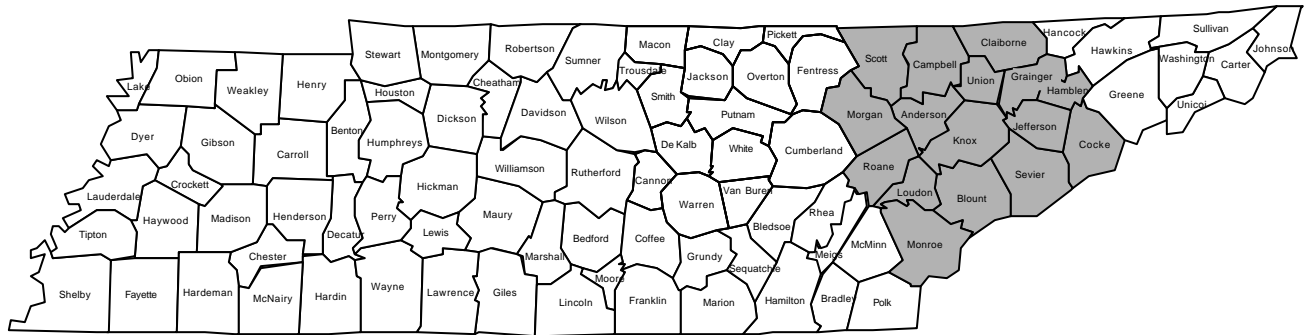 Pickett
Hancock
Sullivan
Stewart
Montgomery
Robertson
Sumner
Macon
Clay
Scott
Campbell
Claiborne
Hawkins
Washington
Carter
Johnson
Lake
Obion
Weakley
Henry
Houston
Cheatham
Trousdale
Jackson
Overton
Fentress
Union
Grainger
Hamblen
Greene
Unicoi
Dyer
Gibson
Carroll
Benton
Humphreys
Dickson
Davidson
Wilson
Smith
Putnam
Morgan
Anderson
Knox
Jefferson
Cocke
De Kalb
White
Cumberland
Roane
Loudon
Blount
Sevier
Lauderdale
Crockett
Haywood
Madison
Henderson
Decatur
Perry
Hickman
Williamson
Rutherford
Cannon
Warren
Van Buren
Bledsoe
Rhea
Meigs
McMinn
Monroe
Tipton
Chester
Lewis
Maury
Marshall
Bedford
Coffee
Grundy
Sequatchie
Shelby
Fayette
Hardeman
McNairy
Hardin
Wayne
Lawrence
Giles
Lincoln
Moore
Franklin
Marion
Hamilton
Bradley
Polk